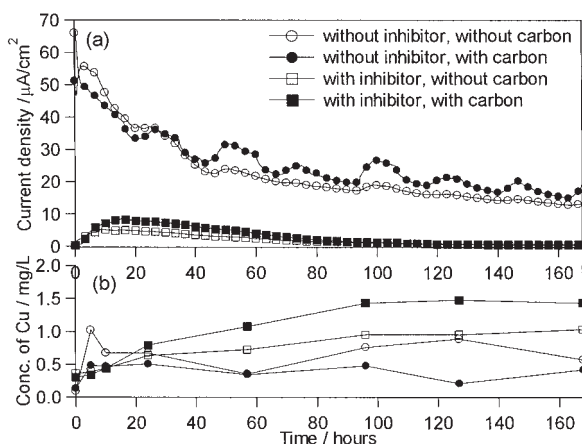 (a)
without inhibitor, without carbon
without inhibitor, with carbon
with inhibitor, without carbon
with inhibitor, with carbon
Current density /μA/cm²
70
60
50
40
30
20
10
0
0 20 40 60 80 100 120 140 160
(b)
Conc. of Cu / mg/L
2.0
1.5
1.0
0.5
0.0
0 20 40 60 80 100 120 140 160
Time / hours